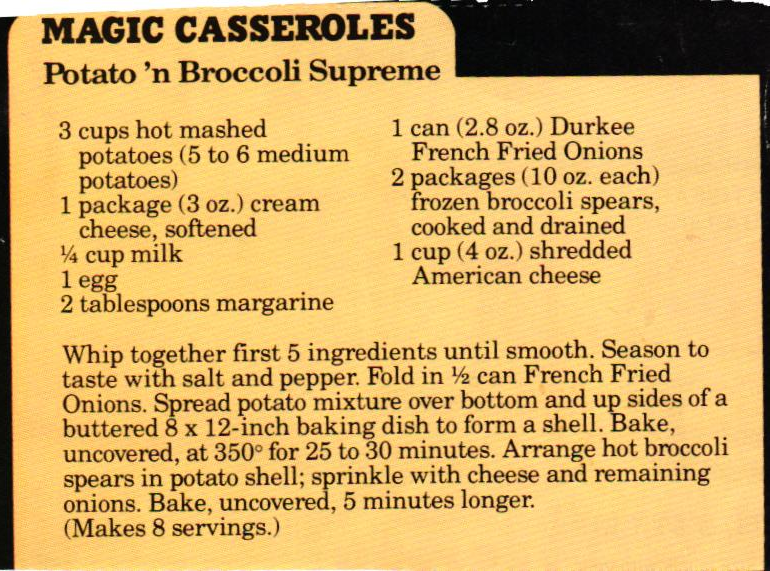 MAGIC CASSEROLES
Potato ’n Broccoli Supreme
3 cups hot mashed
potatoes (5 to 6 medium
potatoes)
1 package (3 oz.) cream
cheese, softened
¼ cup milk
1 egg
2 tablespoons margarine
1 can (2.8 oz.) Durkee
French Fried Onions
2 packages (10 oz. each)
frozen broccoli spears,
cooked and drained
1 cup (4 oz.) shredded
American cheese
Whip together first 5 ingredients until smooth. Season to
taste with salt and pepper. Fold in ½ can French Fried
Onions. Spread potato mixture over bottom and up sides of a
buttered 8 x 12-inch baking dish to form a shell. Bake,
uncovered, at 350° for 25 to 30 minutes. Arrange hot broccoli
spears in potato shell; sprinkle with cheese and remaining
onions. Bake, uncovered, 5 minutes longer.
(Makes 8 servings.)